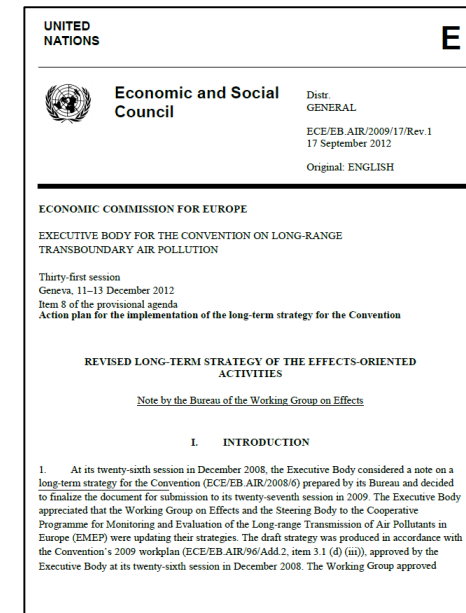 UNITED
NATIONS
E
Economic and Social
Council
Distr.
GENERAL
ECE/EB.AIR/2009/17/Rev.1
17 September 2012
Original: ENGLISH
ECONOMIC COMMISSION FOR EUROPE
EXECUTIVE BODY FOR THE CONVENTION ON LONG-RANGE
TRANSBOUNDARY AIR POLLUTION
Thirty-first session
Geneva, 11–13 December 2012
Item 8 of the provisional agenda
Action plan for the implementation of the long-term strategy for the Convention
REVISED LONG-TERM STRATEGY OF THE EFFECTS-ORIENTED
ACTIVITIES
Note by the Bureau of the Working Group on Effects
I. INTRODUCTION
1. At its twenty-sixth session in December 2008, the Executive Body considered a note on a
long-term strategy for the Convention (ECE/EB.AIR/2008/6) prepared by its Bureau and decided
to finalize the document for submission to its twenty-seventh session in 2009. The Executive Body
appreciated that the Working Group on Effects and the Steering Body to the Cooperative
Programme for Monitoring and Evaluation of the Long-range Transmission of Air Pollutants in
Europe (EMEP) were updating their strategies. The draft strategy was produced in accordance with
the Convention's 2009 workplan (ECE/EB.AIR/96/Add.2, item 3.1 (d) (iii)), approved by the
Executive Body at its twenty-sixth session in December 2008. The Working Group approved